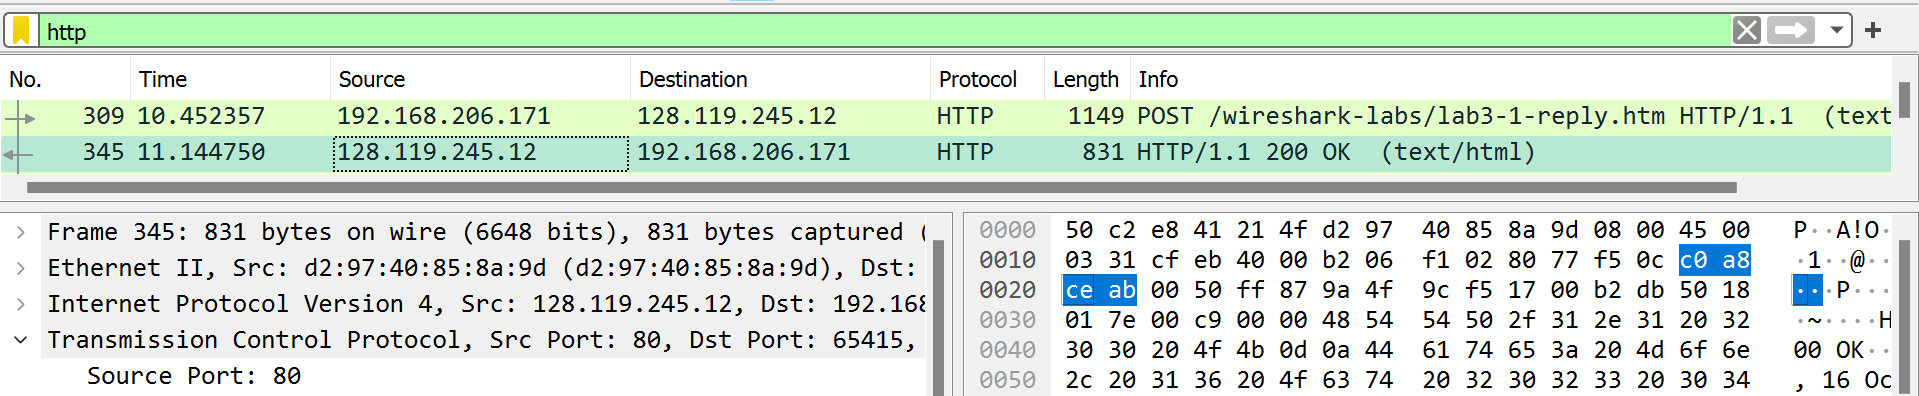 http
No. Time Source Destination Protocol Length Info
309 10.452357 192.168.206.171 128.119.245.12 HTTP 1149 POST /wireshark-labs/lab3-1-reply.htm HTTP/1.1 (text
345 11.144750 128.119.245.12 192.168.206.171 HTTP 831 HTTP/1.1 200 OK (text/html)
Frame 345: 831 bytes on wire (6648 bits), 831 bytes captured (
Ethernet II, Src: d2:97:40:85:8a:9d (d2:97:40:85:8a:9d), Dst:
Internet Protocol Version 4, Src: 128.119.245.12, Dst: 192.168
Transmission Control Protocol, Src Port: 80, Dst Port: 65415,
Source Port: 80
0000 50 c2 e8 41 21 4f d2 97 40 85 8a 9d 08 00 45 00 P··A!O·
0010 03 31 cf eb 40 00 b2 06 f1 02 80 77 f5 0c c0 a8 ·1··@··
0020 ce ab 00 50 ff 87 9a 4f 9c f5 17 00 b2 db 50 18 ···P···
0030 01 7e 00 c9 00 00 48 54 54 50 2f 31 2e 31 20 32 ·~····H
0040 30 30 20 4f 4b 0d 0a 44 61 74 65 3a 20 4d 6f 6e 00 OK··
0050 2c 20 31 36 20 4f 63 74 20 32 30 32 33 20 30 34 , 16 Oc